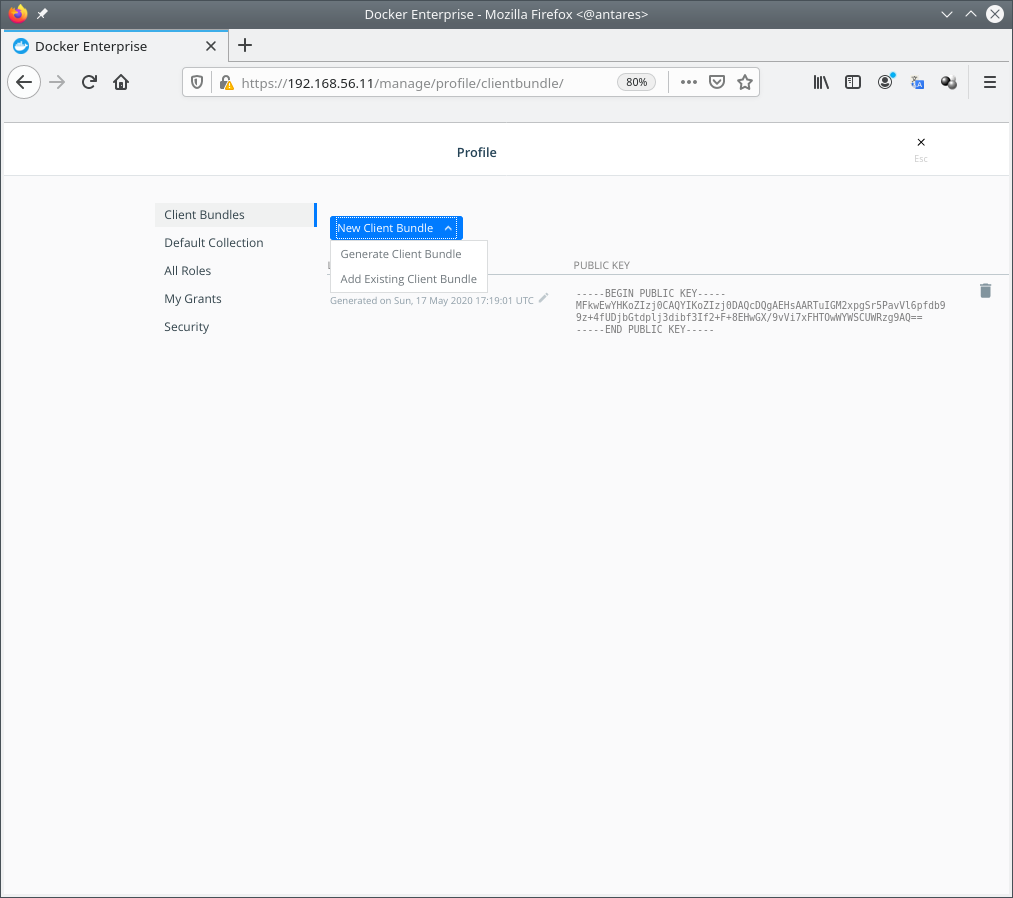 Docker Enterprise - Mozilla Firefox <@antares>
Docker Enterprise
https://192.168.56.11/manage/profile/clientbundle/
80%
Profile
Esc
Client Bundles
Default Collection
All Roles
My Grants
Security
New Client Bundle
Generate Client Bundle
Add Existing Client Bundle
PUBLIC KEY
Generated on Sun, 17 May 2020 17:19:01 UTC
-----BEGIN PUBLIC KEY-----
MFkwEwYHKoZIzj0CAQYIKoZIzj0DAQcDQgAEHsAARTuIGM2xpgSr5PavVl6pfdb9
9z+4fUDjbGtdplj3dibf3If2+F+8EHwGX/9vVi7xFHTOwWYWSCUWRzg9AQ==
-----END PUBLIC KEY-----